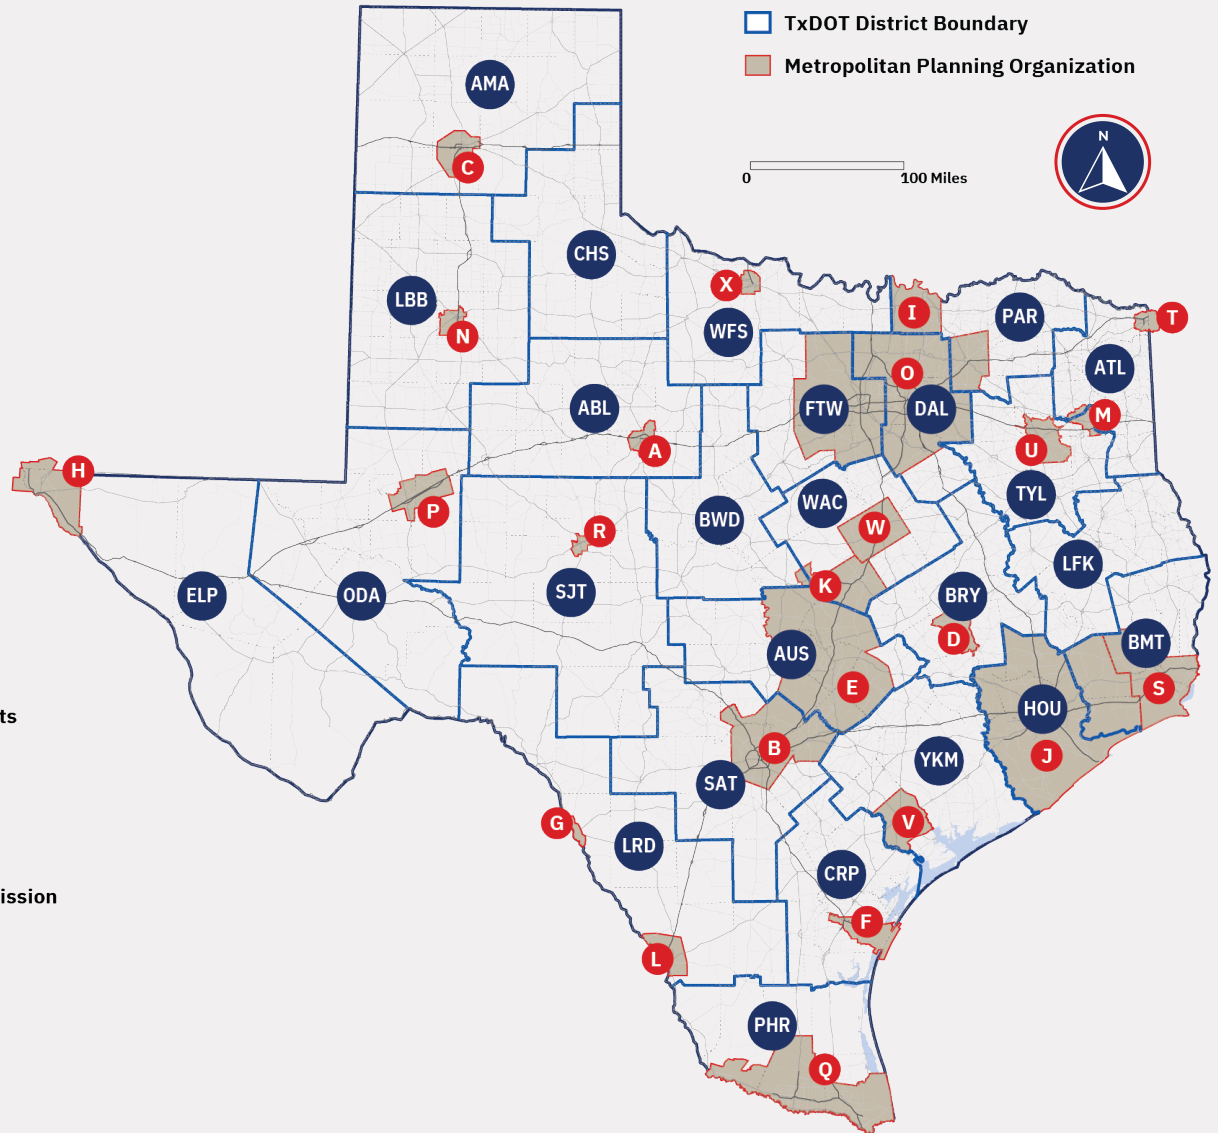 TxDOT District Boundary
Metropolitan Planning Organization
N
0 100 Miles
AMA
C
CHS
LBB
X
N
WFS
I
PAR
T
O
ATL
ABL
FTW
DAL
M
A
U
H
P
TYL
BWD
WAC
R
W
LFK
ELP
ODA
SJT
K
BRY
D
BMT
AUS
E
S
HOU
ts
B
J
YKM
SAT
G
V
LRD
CRP
ission
F
L
PHR
Q